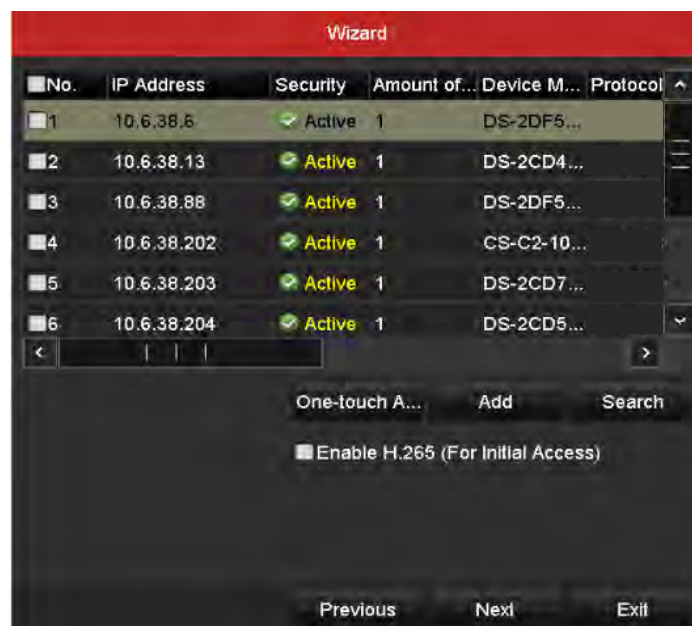 Wizard
No. IP Address Security Amount of... Device M... Protocol
1 10.6.38.6 Active 1 DS-2DF5...
2 10.6.38.13 Active 1 DS-2CD4...
3 10.6.38.88 Active 1 DS-2DF5...
4 10.6.38.202 Active 1 CS-C2-10...
5 10.6.38.203 Active 1 DS-2CD7...
6 10.6.38.204 Active 1 DS-2CD5...
One-touch A... Add Search
Enable H.265 (For Initial Access)
Previous Next Exit